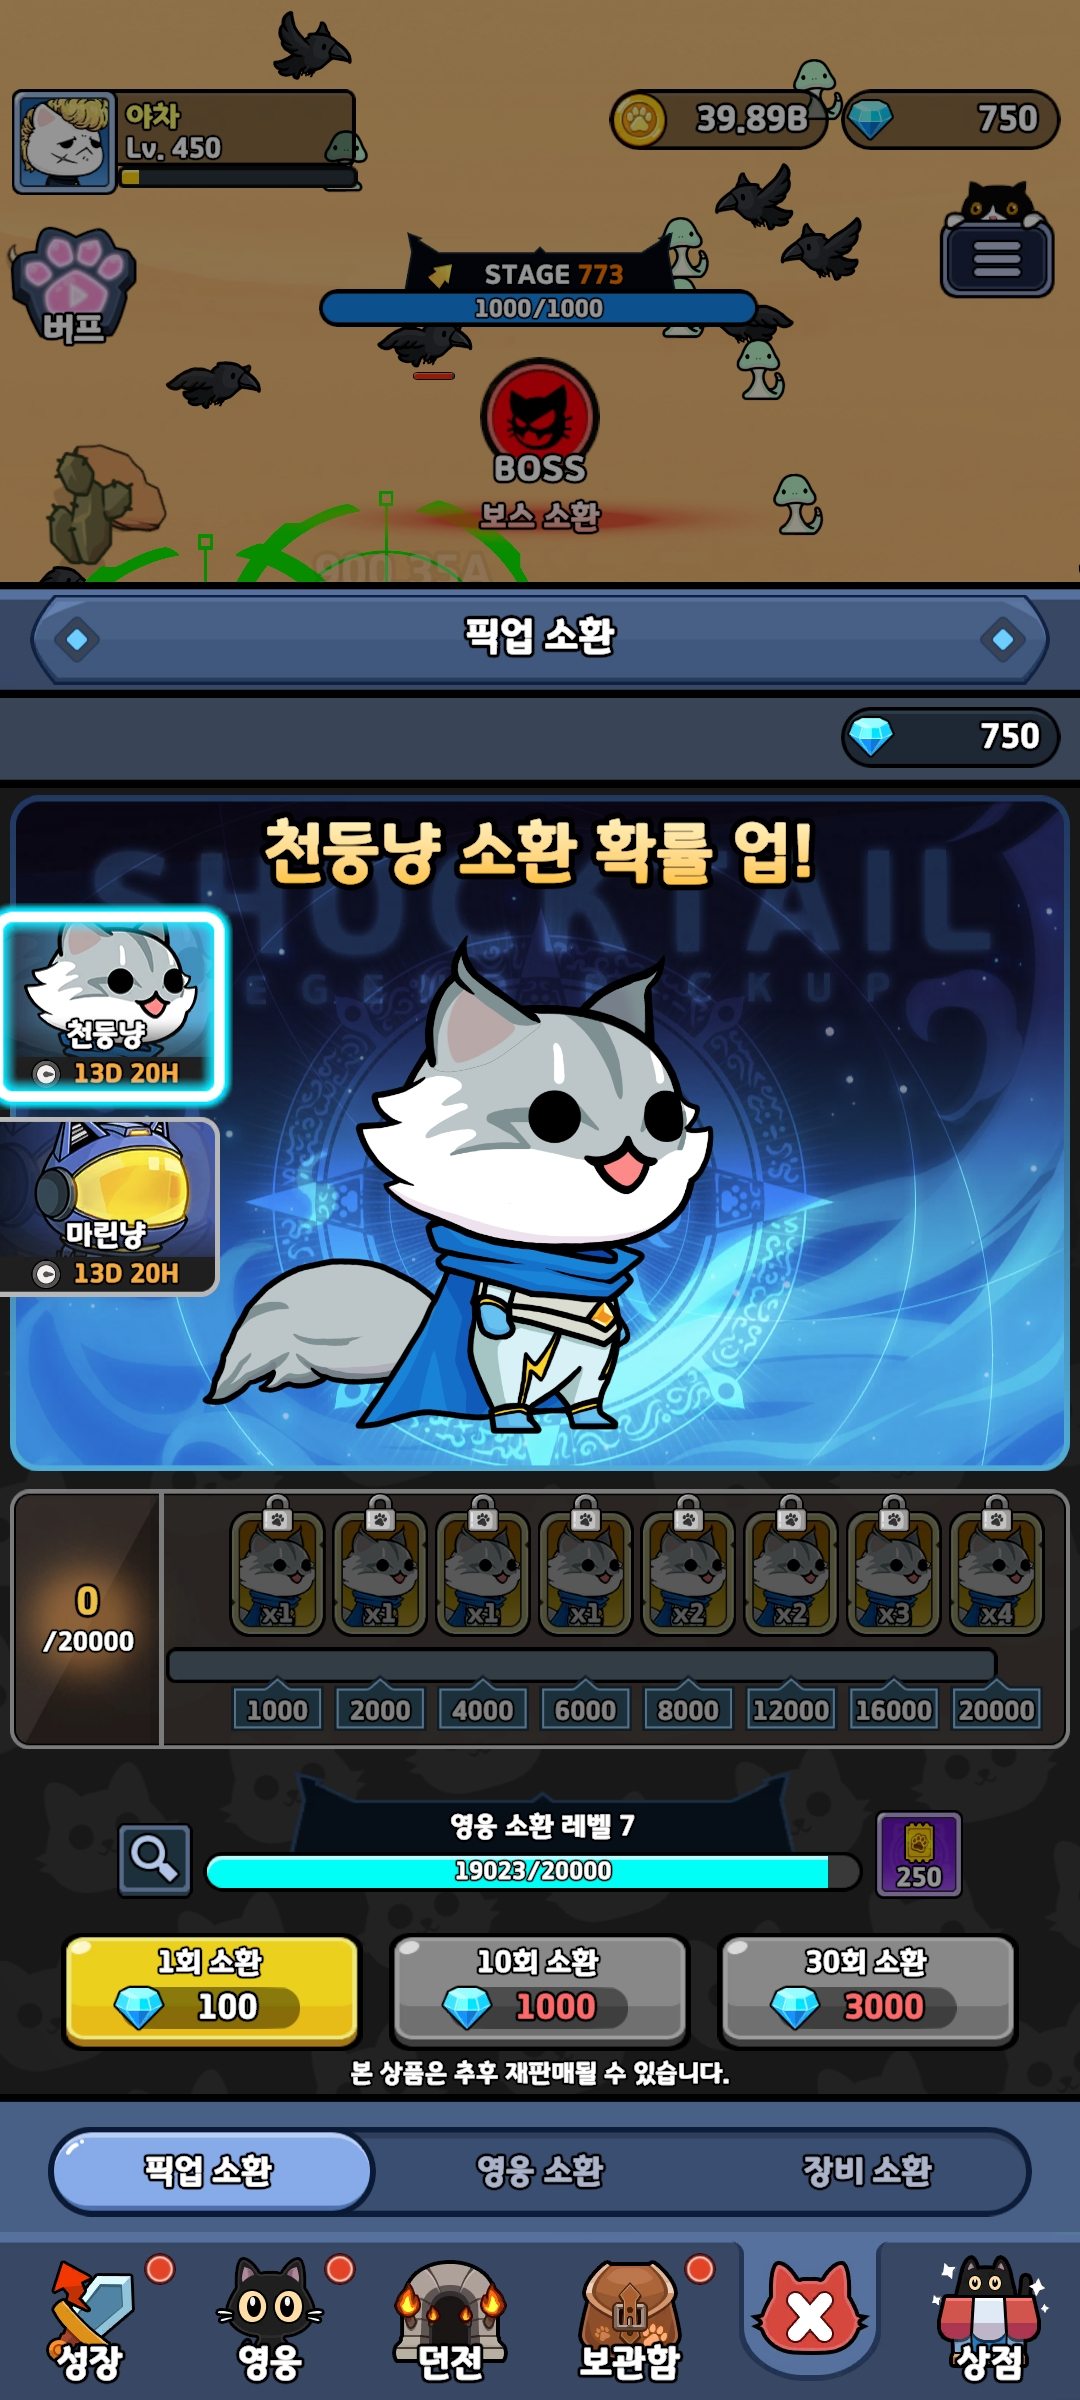 야차
Lv. 450
39.89B
750
버프
STAGE 773
1000/1000
BOSS
보스 소환
900.35A
픽업 소환
750
SHOCKTAIL
천둥냥 소환 확률 업!
천둥냥
13D 20H
마린냥
13D 20H
0
/20000
x1
x1
x1
x1
x2
x2
x3
x4
1000
2000
4000
6000
8000
12000
16000
20000
영웅 소환 레벨 7
19023/20000
250
1회 소환
100
10회 소환
1000
30회 소환
3000
본 상품은 추후 재판매될 수 있습니다.
픽업 소환
영웅 소환
장비 소환
성장
영웅
던전
보관함
상점